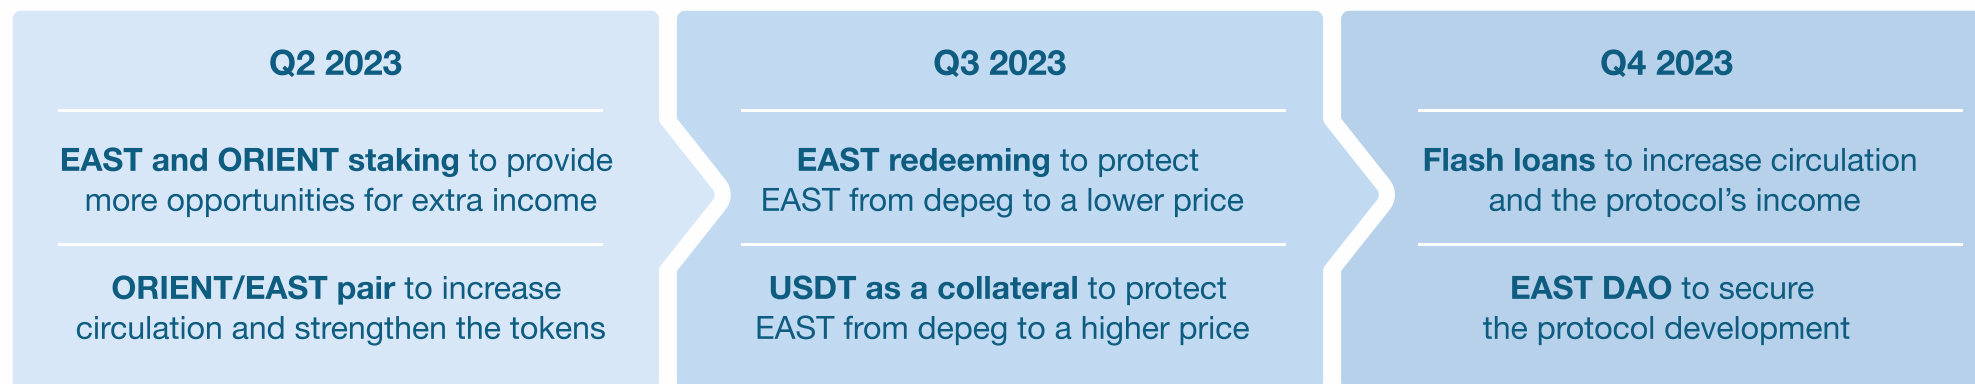 Q2 2023
EAST and ORIENT staking to provide
more opportunities for extra income
ORIENT/EAST pair to increase
circulation and strengthen the tokens
Q3 2023
EAST redeeming to protect
EAST from depeg to a lower price
USDT as a collateral to protect
EAST from depeg to a higher price
Q4 2023
Flash loans to increase circulation
and the protocol’s income
EAST DAO to secure
the protocol development